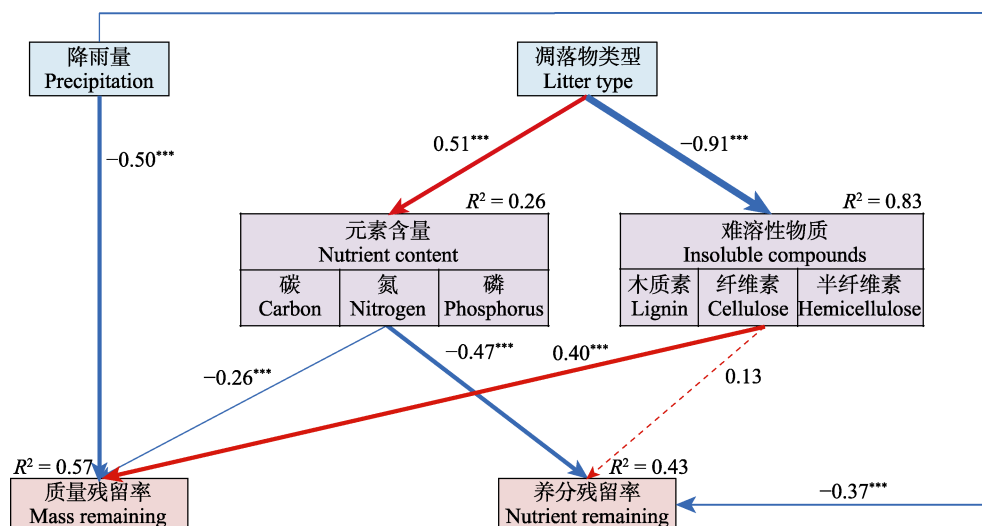 降雨量
Precipitation
凋落物类型
Litter type
−0.50***
0.51***
−0.91***
R² = 0.26
R² = 0.83
元素含量
Nutrient content
碳
Carbon
氮
Nitrogen
磷
Phosphorus
难溶性物质
Insoluble compounds
木质素
Lignin
纤维素
Cellulose
半纤维素
Hemicellulose
−0.26***
−0.47***
0.40***
0.13
R² = 0.57
质量残留率
Mass remaining
R² = 0.43
养分残留率
Nutrient remaining
−0.37***